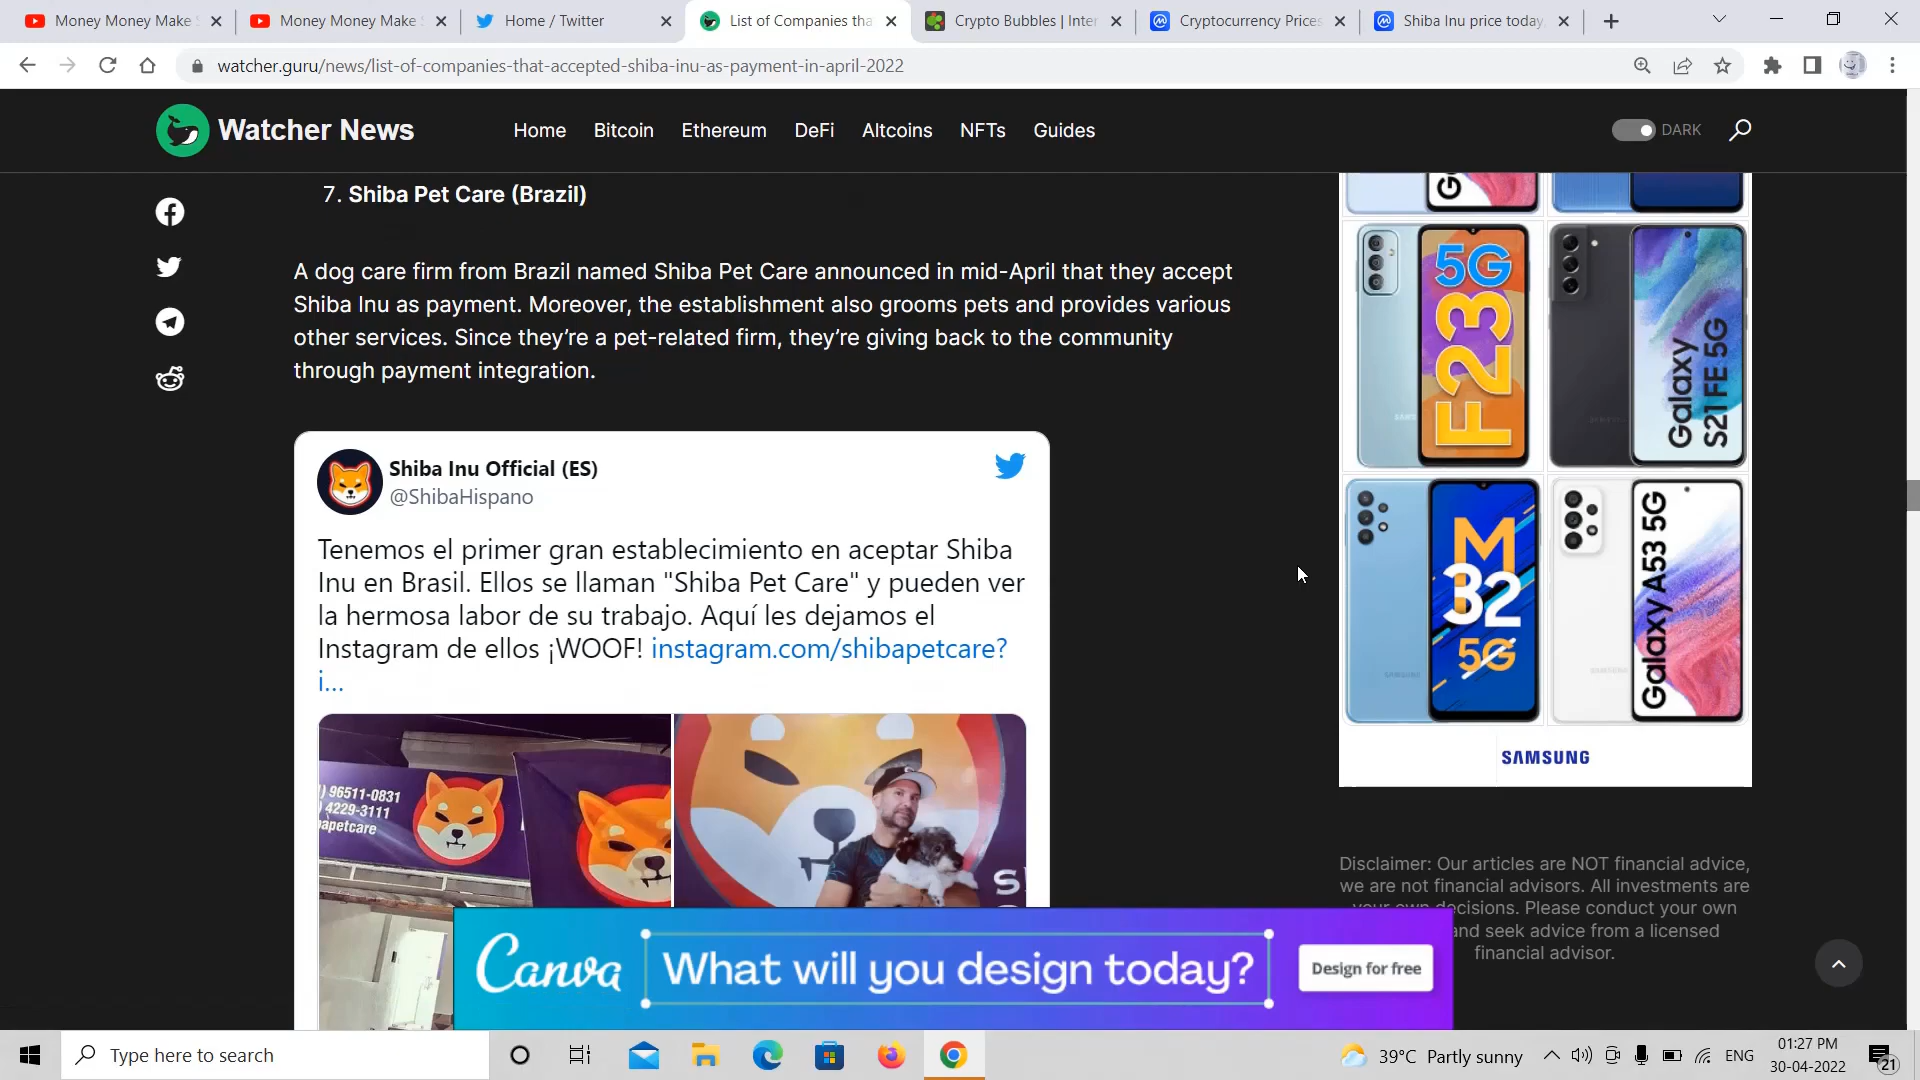 Money Money Make
Money Money Make
Home / Twitter
List of Companies tha
Crypto Bubbles | Inter
Cryptocurrency Prices
Shiba Inu price today,
watcher.guru/news/list-of-companies-that-accepted-shiba-inu-as-payment-in-april-2022
Watcher News
Home
Bitcoin
Ethereum
DeFi
Altcoins
NFTs
Guides
DARK
7. Shiba Pet Care (Brazil)
A dog care firm from Brazil named Shiba Pet Care announced in mid-April that they accept
Shiba Inu as payment. Moreover, the establishment also grooms pets and provides various
other services. Since they’re a pet-related firm, they’re giving back to the community
through payment integration.
Shiba Inu Official (ES)
@ShibaHispano
Tenemos el primer gran establecimiento en aceptar Shiba
Inu en Brasil. Ellos se llaman "Shiba Pet Care" y pueden ver
la hermosa labor de su trabajo. Aquí les dejamos el
Instagram de ellos ¡WOOF! instagram.com/shibapetcare?
i...
) 96511-0831
) 4229-3111
apetcare
S
5G
F23
Galaxy
S21 FE 5G
M
32
5G
Galaxy A53 5G
SAMSUNG
Disclaimer: Our articles are NOT financial advice,
we are not financial advisors. All investments are
your own decisions. Please conduct your own
and seek advice from a licensed
financial advisor.
Canva
What will you design today?
Design for free
Type here to search
39°C Partly sunny
ENG
01:27 PM
30-04-2022
21